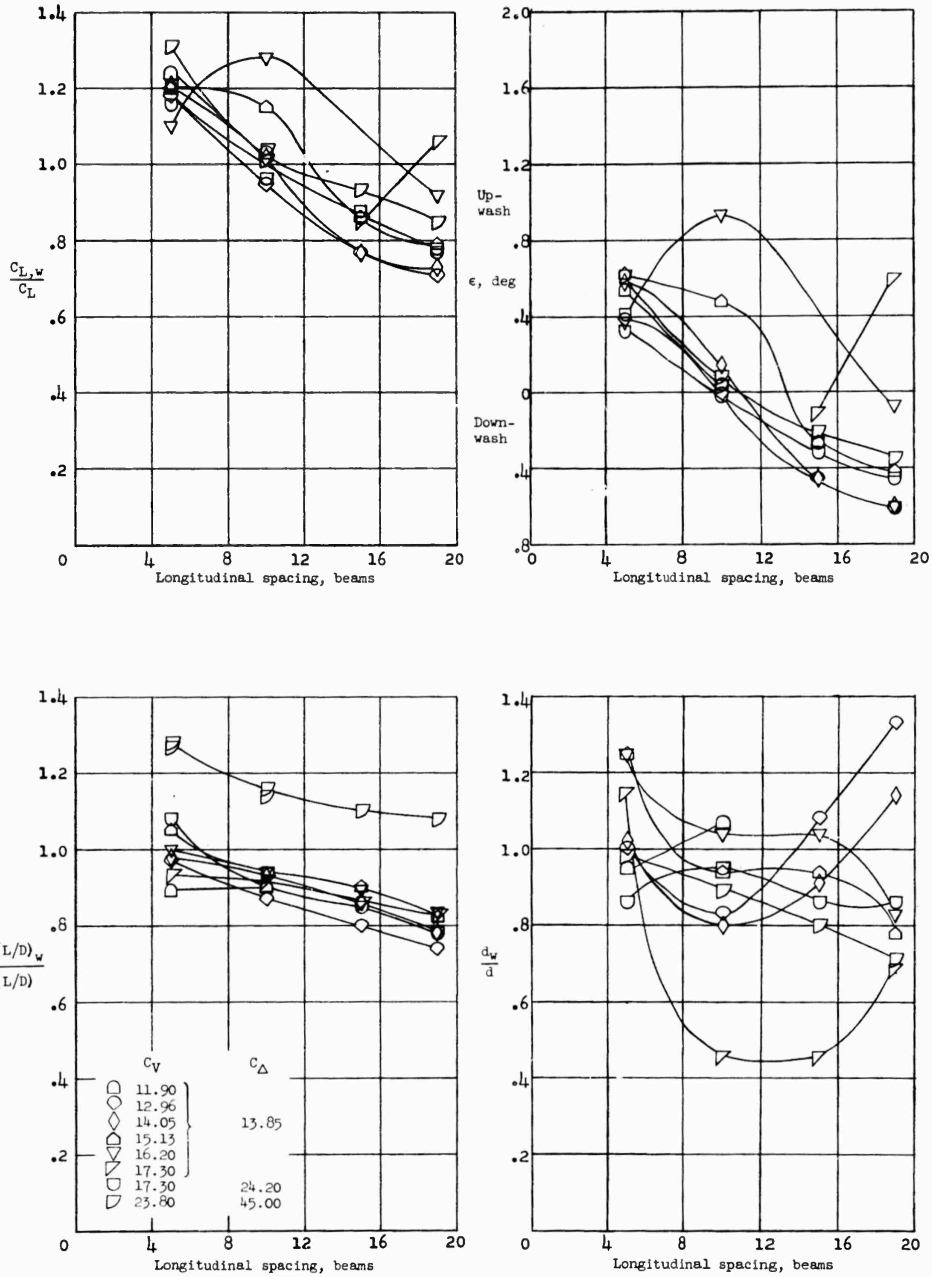 1.4
1.2
1.0
.8
.6
.4
.2
C_L,w
C_L
0 4 8 12 16 20
Longitudinal spacing, beams
2.0
1.6
1.2
Up-
wash
.8
ϵ, deg
.4
0
Down-
wash
.4
.8
0 4 8 12 16 20
Longitudinal spacing, beams
1.4
1.2
1.0
.8
.6
.4
.2
L/D)_w
L/D)
C_V C_Δ
11.90
12.96
14.05 13.85
15.13
16.20
17.30
17.30 24.20
23.80 45.00
0 4 8 12 16 20
Longitudinal spacing, beams
1.4
1.2
1.0
.8
.6
.4
.2
d_w
d
0 4 8 12 16 20
Longitudinal spacing, beams